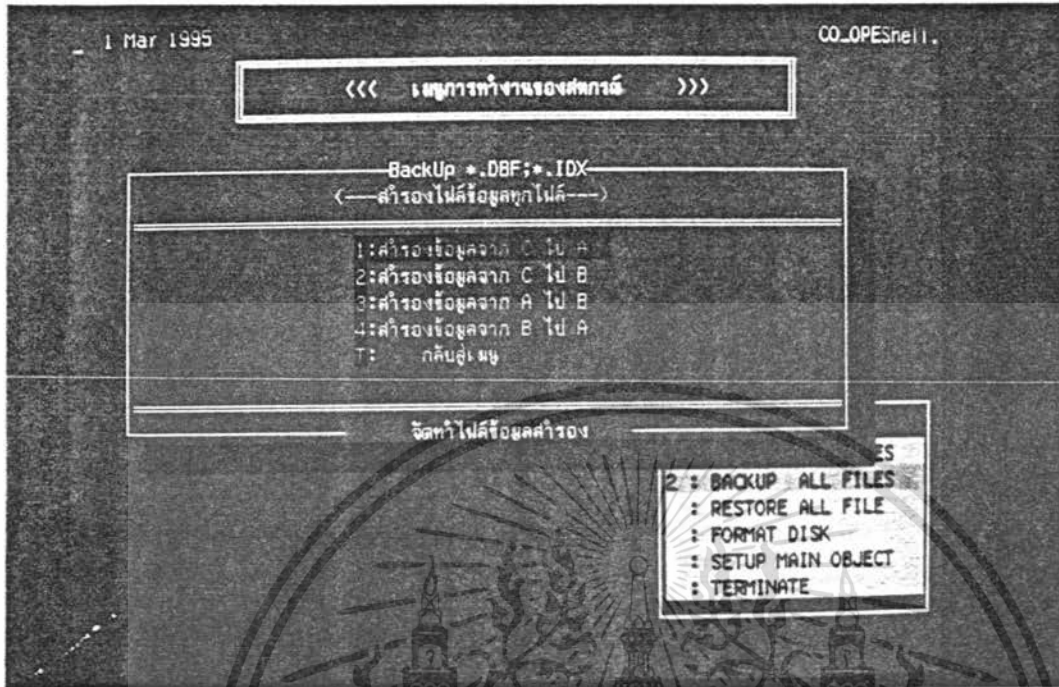 1 Mar 1995
CO_OPEShell.
<<< เมนูการทำงานของสหกรณ์ >>>
BackUp *.DBF;*.IDX
<---สำรองไฟล์ข้อมูลทุกไฟล์--->
1:สำรองข้อมูลจาก C ไป A
2:สำรองข้อมูลจาก C ไป B
3:สำรองข้อมูลจาก A ไป B
4:สำรองข้อมูลจาก B ไป A
T: กลับสู่เมนู
จัดทำไฟล์ข้อมูลสำรอง
ES
2 : BACKUP ALL FILES
: RESTORE ALL FILE
: FORMAT DISK
: SETUP MAIN OBJECT
: TERMINATE